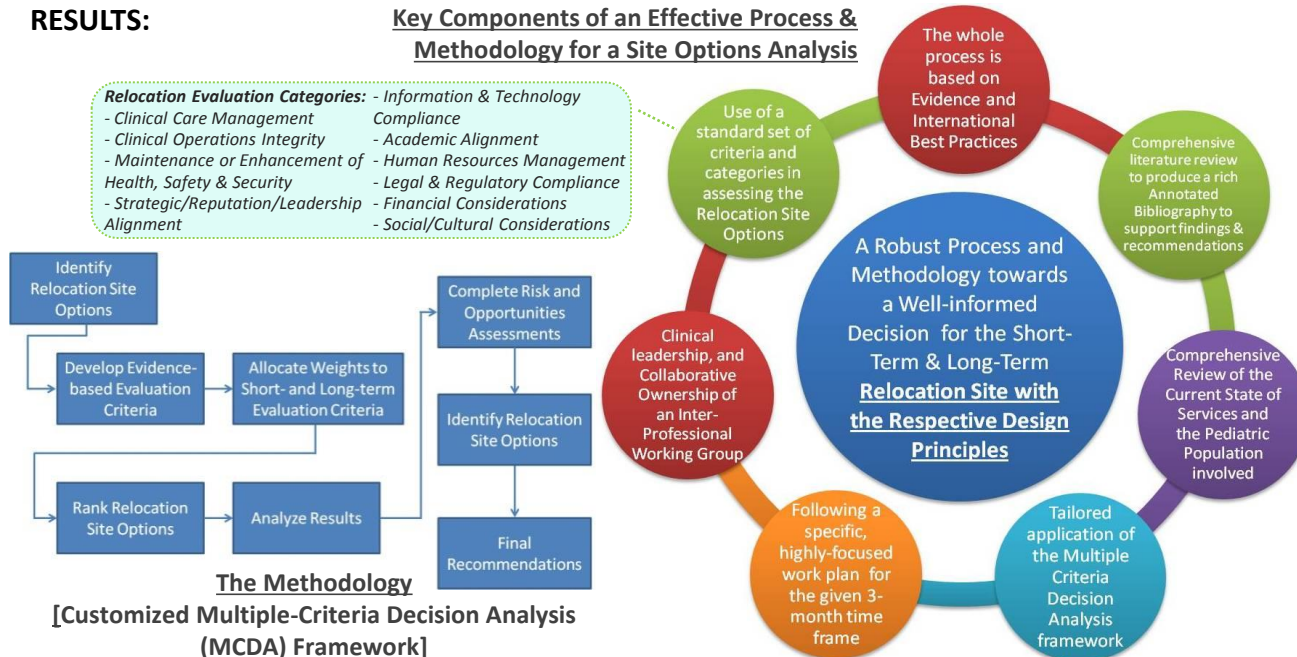 RESULTS:
Key Components of an Effective Process &
Methodology for a Site Options Analysis
Relocation Evaluation Categories:
- Clinical Care Management
- Clinical Operations Integrity
- Maintenance or Enhancement of
Health, Safety & Security
- Strategic/Reputation/Leadership
Alignment
- Information & Technology
Compliance
- Academic Alignment
- Human Resources Management
- Legal & Regulatory Compliance
- Financial Considerations
- Social/Cultural Considerations
Identify
Relocation Site
Options
Develop Evidence-
based Evaluation
Criteria
Allocate Weights to
Short- and Long-term
Evaluation Criteria
Rank Relocation
Site Options
Analyze Results
Complete Risk and
Opportunities
Assessments
Identify Relocation
Site Options
Final
Recommendations
The Methodology
[Customized Multiple-Criteria Decision Analysis
(MCDA) Framework]
The whole
process is
based on
Evidence and
International
Best Practices
Comprehensive
literature review
to produce a rich
Annotated
Bibliography to
support findings &
recommendations
Comprehensive
Review of the
Current State of
Services and
the Pediatric
Population
involved
Tailored
application of
the Multiple
Criteria
Decision
Analysis
framework
Following a
specific,
highly-focused
work plan for
the given 3-
month time
frame
Clinical
leadership, and
Collaborative
Ownership of
an Inter-
Professional
Working Group
Use of a
standard set of
criteria and
categories in
assessing the
Relocation Site
Options
A Robust Process and
Methodology towards
a Well-informed
Decision for the Short-
Term & Long-Term
Relocation Site with
the Respective Design
Principles